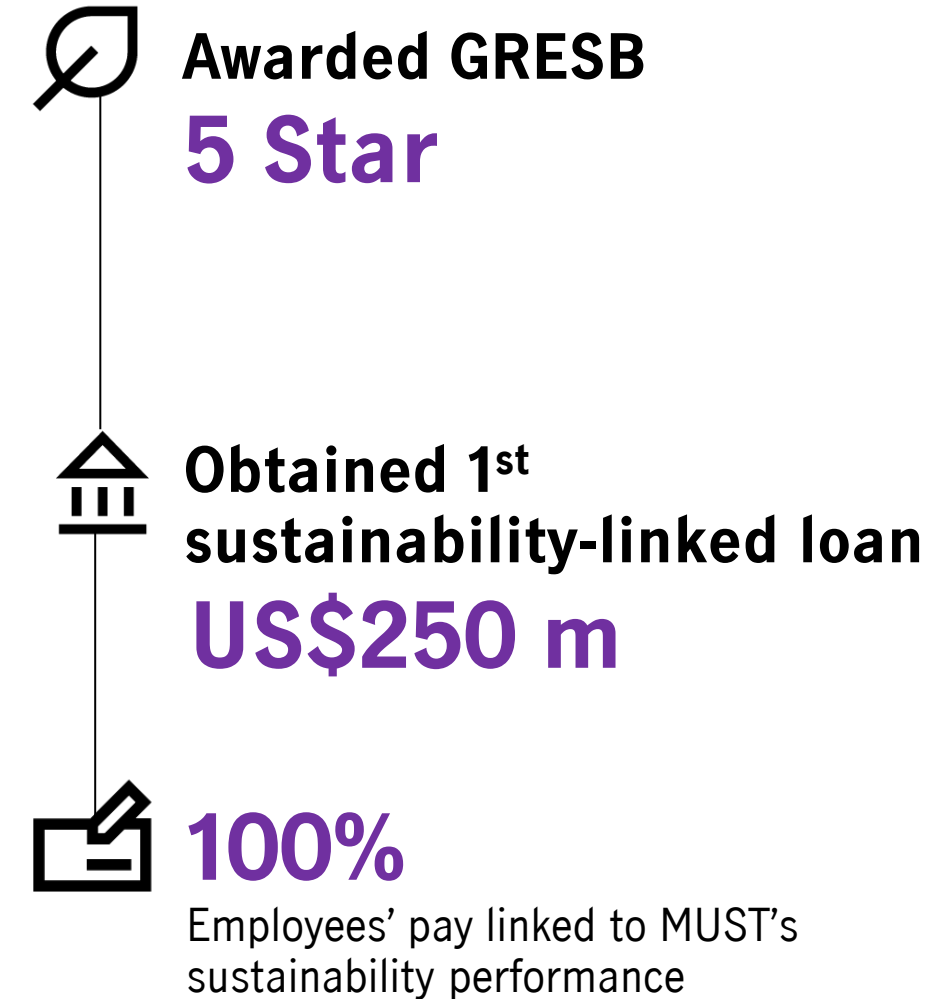 Awarded GRESB
5 Star
Obtained 1st
sustainability-linked loan
US$250 m
100%
Employees’ pay linked to MUST’s
sustainability performance